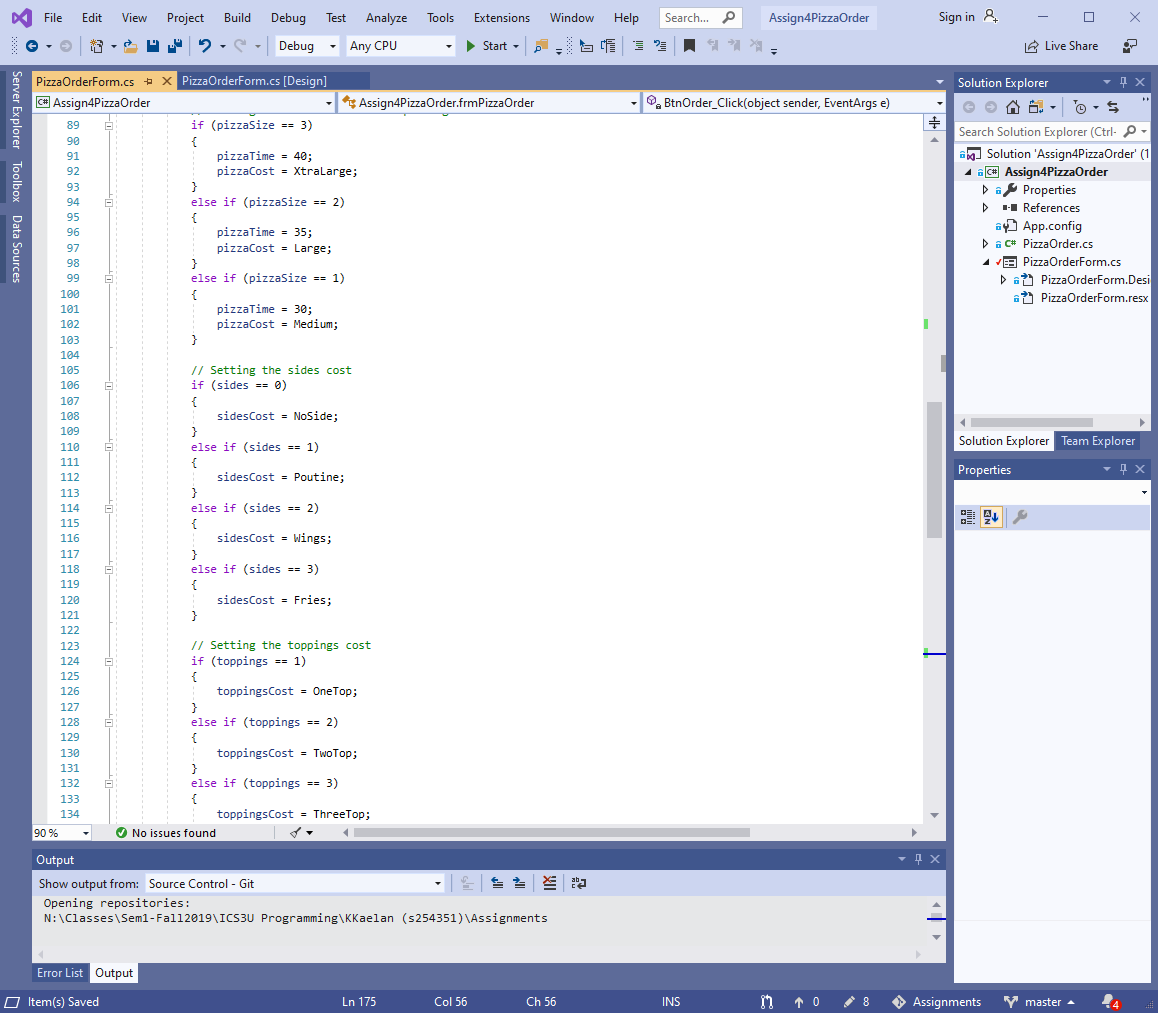 File Edit View Project Build Debug Test Analyze Tools Extensions Window Help Search... Assign4PizzaOrder Sign in
Debug Any CPU Start Live Share
Server Explorer
Toolbox
Data Sources
PizzaOrderForm.cs PizzaOrderForm.cs [Design]
C# Assign4PizzaOrder Assign4PizzaOrder.frmPizzaOrder BtnOrder_Click(object sender, EventArgs e)
89 if (pizzaSize == 3)
90 {
91 pizzaTime = 40;
92 pizzaCost = XtraLarge;
93 }
94 else if (pizzaSize == 2)
95 {
96 pizzaTime = 35;
97 pizzaCost = Large;
98 }
99 else if (pizzaSize == 1)
100 {
101 pizzaTime = 30;
102 pizzaCost = Medium;
103 }
104
105 // Setting the sides cost
106 if (sides == 0)
107 {
108 sidesCost = NoSide;
109 }
110 else if (sides == 1)
111 {
112 sidesCost = Poutine;
113 }
114 else if (sides == 2)
115 {
116 sidesCost = Wings;
117 }
118 else if (sides == 3)
119 {
120 sidesCost = Fries;
121 }
122
123 // Setting the toppings cost
124 if (toppings == 1)
125 {
126 toppingsCost = OneTop;
127 }
128 else if (toppings == 2)
129 {
130 toppingsCost = TwoTop;
131 }
132 else if (toppings == 3)
133 {
134 toppingsCost = ThreeTop;
90 % No issues found
Output
Show output from: Source Control - Git
Opening repositories:
N:\Classes\Sem1-Fall2019\ICS3U Programming\KKaelan (s254351)\Assignments
Error List Output
Solution Explorer
Search Solution Explorer (Ctrl-
Solution 'Assign4PizzaOrder' (1
C# Assign4PizzaOrder
Properties
References
App.config
C# PizzaOrder.cs
PizzaOrderForm.cs
PizzaOrderForm.Desi
PizzaOrderForm.resx
Solution Explorer Team Explorer
Properties
Item(s) Saved Ln 175 Col 56 Ch 56 INS 0 8 Assignments master 4